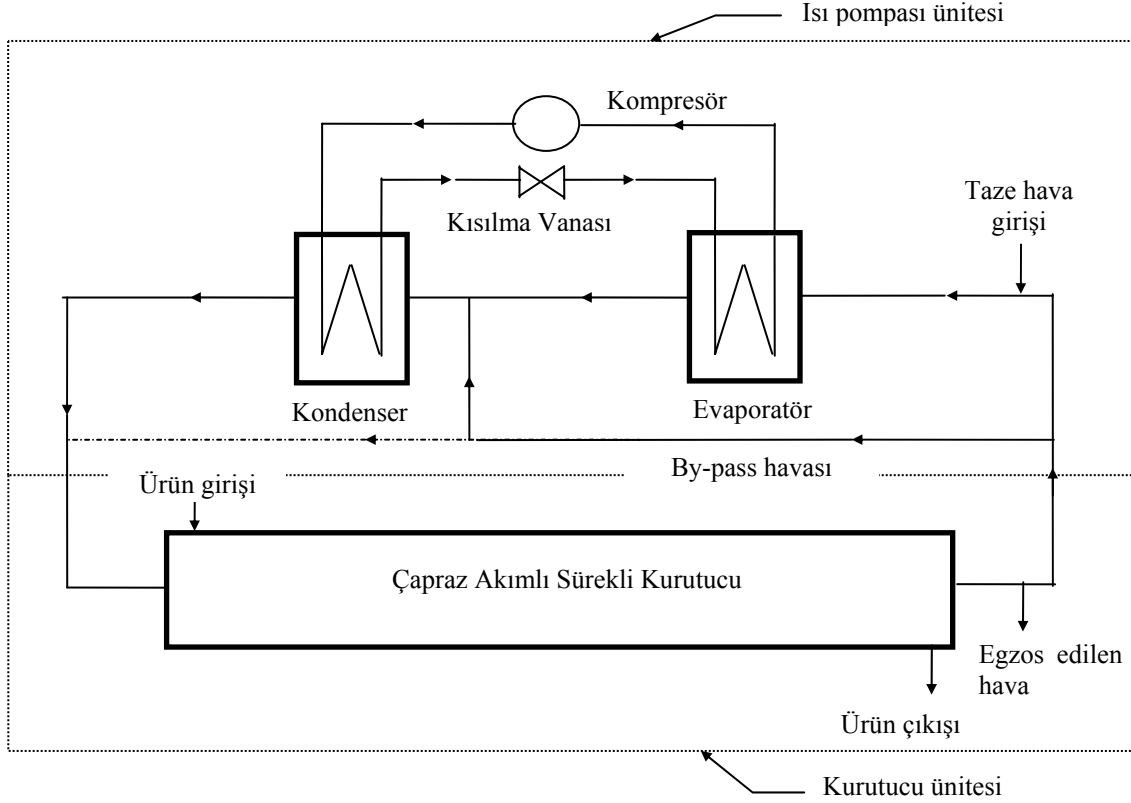 Isı pompası ünitesi
Kompresör
Kısılma Vanası
Taze hava
girişi
Kondenser
Evaporatör
By-pass havası
Ürün girişi
Çapraz Akımlı Sürekli Kurutucu
Egzos edilen
hava
Ürün çıkışı
Kurutucu ünitesi